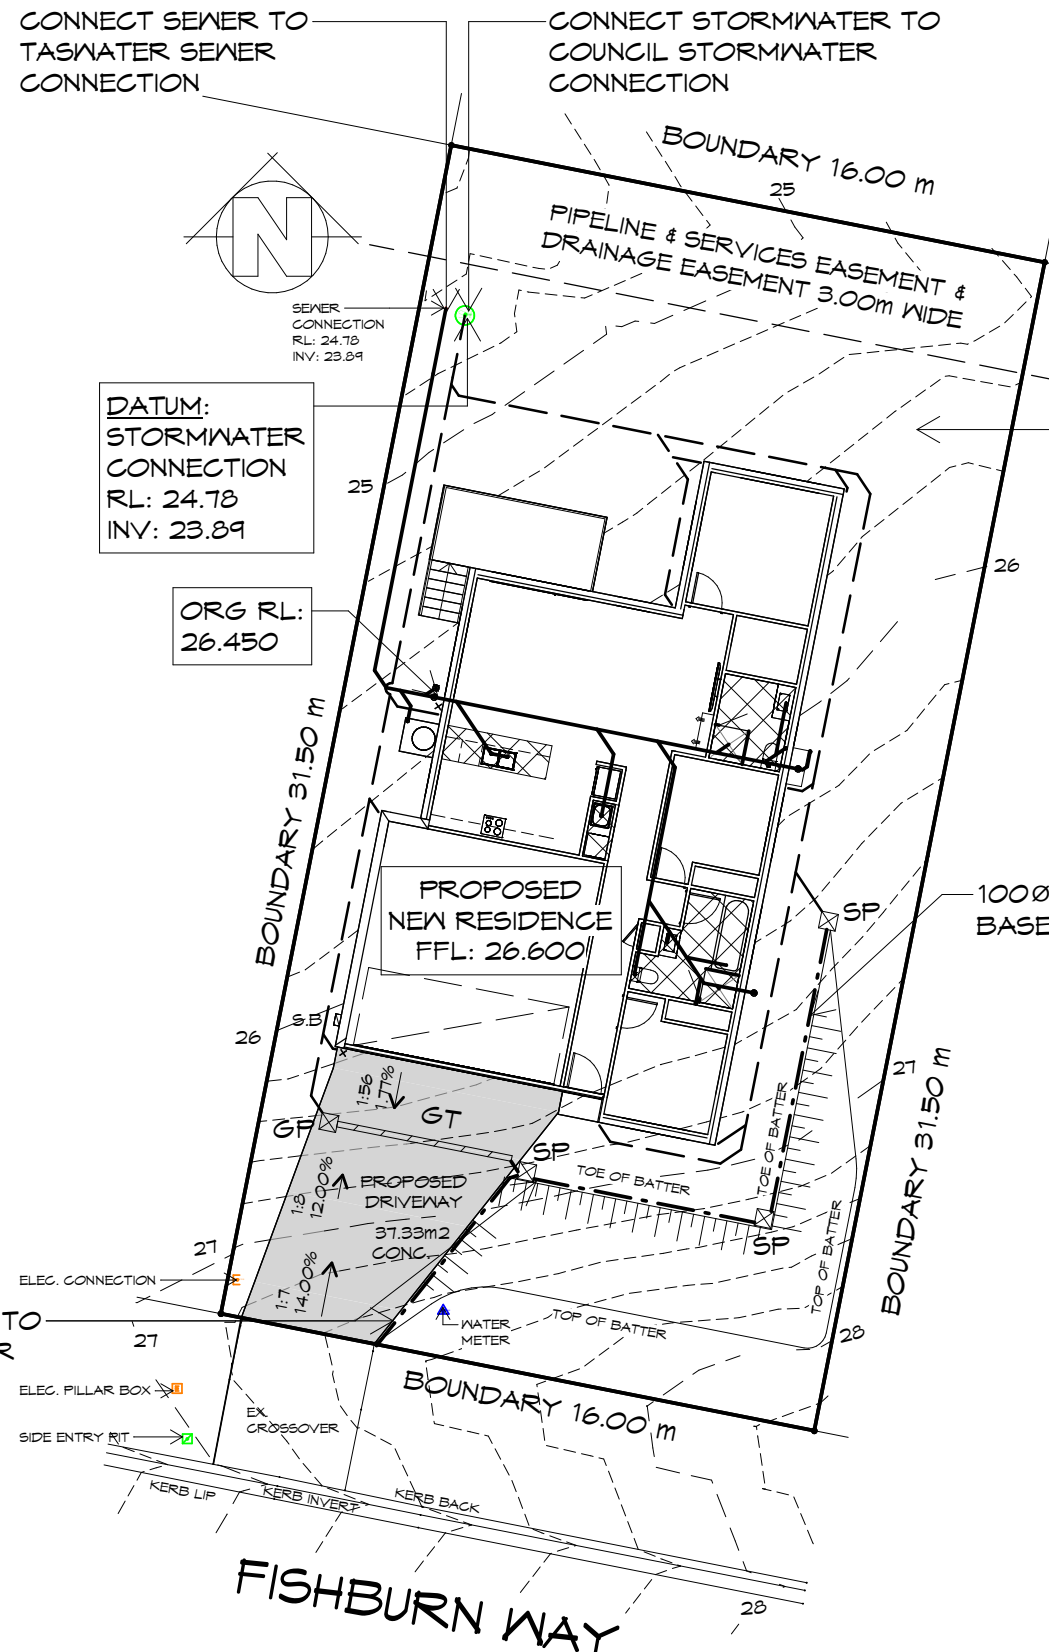 CONNECT SEWER TO
TASWATER SEWER
CONNECTION
CONNECT STORMWATER TO
COUNCIL STORMWATER
CONNECTION
BOUNDARY 16.00 m
25
PIPELINE & SERVICES EASEMENT &
DRAINAGE EASEMENT 3.00m WIDE
N
SEWER
CONNECTION
RL: 24.78
INV: 23.89
DATUM:
STORMWATER
CONNECTION
RL: 24.78
INV: 23.89
25
26
ORG RL:
26.450
BOUNDARY 31.50 m
PROPOSED
NEW RESIDENCE
FFL: 26.600
SP
100Ø
BASE
S.B
26
27
1:56
1.77%
GT
GP
SP
TOE OF BATTER
TOE OF BATTER
BOUNDARY 31.50 m
1:8
12.00%
PROPOSED
DRIVEWAY
37.33m2
CONC.
SP
TOP OF BATTER
27
ELEC. CONNECTION
1:7
14.00%
TO
R
27
WATER
METER
TOP OF BATTER
28
ELEC. PILLAR BOX
BOUNDARY 16.00 m
EX.
CROSSOVER
SIDE ENTRY PIT
KERB LIP
KERB INVERT
KERB BACK
FISHBURN WAY
28